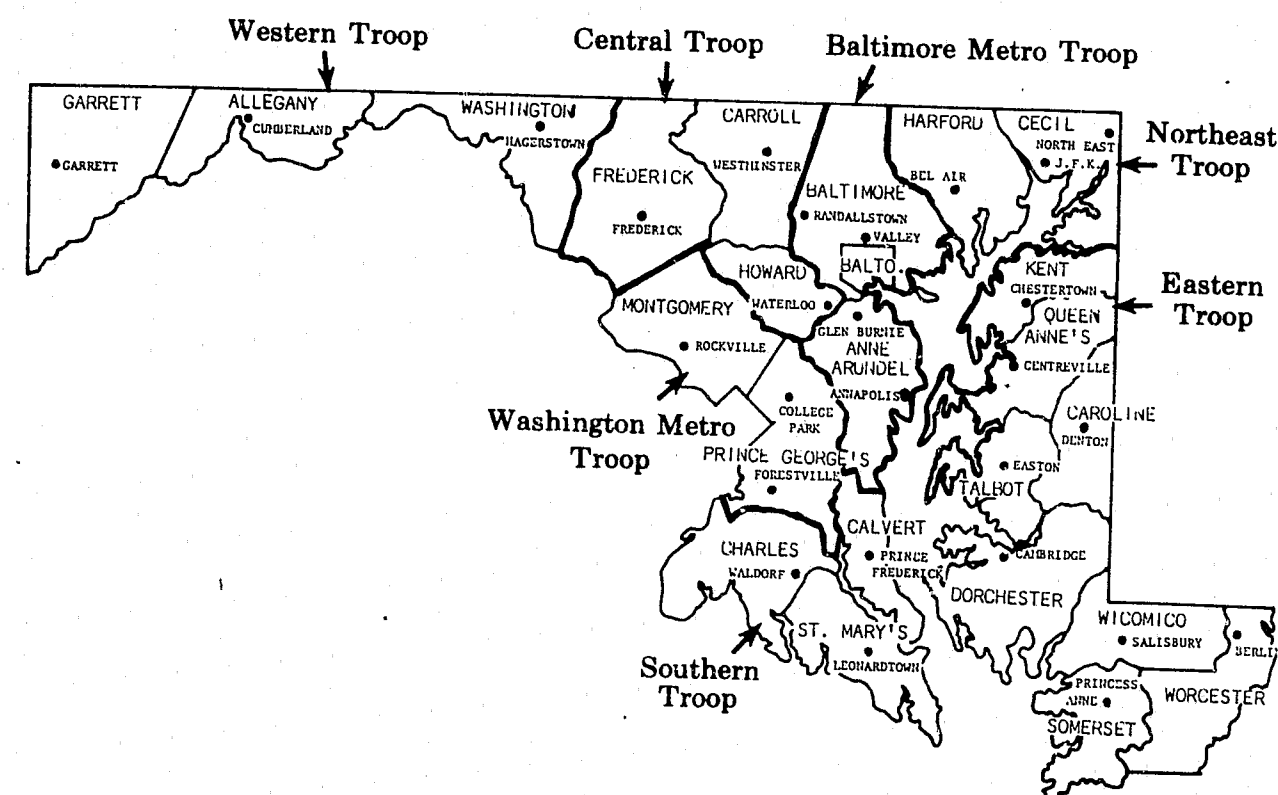 Western Troop
Central Troop
Baltimore Metro Troop
GARRETT
ALLEGANY
CUMBERLAND
WASHINGTON
HAGERSTOWN
CARROLL
WESTMINSTER
HARFORD
CECIL
NORTH EAST
J.F.K.
Northeast
Troop
GARRETT
FREDERICK
FREDERICK
BALTIMORE
RANDALLSTOWN
VALLEY
BALTO.
BEL AIR
HOWARD
WATERLOO
KENT
CHESTERTOWN
QUEEN
ANNE'S
CENTREVILLE
Eastern
Troop
MONTGOMERY
ROCKVILLE
GLEN BURNIE
ANNE
ARUNDEL
ANNAPOLIS
Washington Metro
Troop
COLLEGE
PARK
PRINCE GEORGE'S
FORESTVILLE
CAROLINE
DENTON
EASTON
TALBOT
CHARLES
WALDORF
CALVERT
PRINCE
FREDERICK
CAMBRIDGE
DORCHESTER
ST. MARY'S
LEONARDTOWN
Southern
Troop
WICOMICO
SALISBURY
BERLIN
PRINCESS
ANNE
SOMERSET
WORCESTER